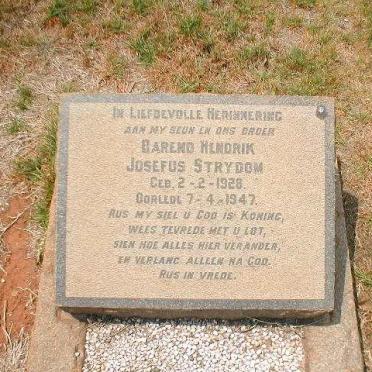 IN LIEFDEVOLLE HERINNERING
AAN MY SEUN EN ONS BROER
BAREND HENDRIK
JOSEFUS STRYDOM
GEB. 2-2-1928.
OORLEDE 7-4-1947.
RUS MY SIEL U GOD IS KONING,
WEES TEVREDE MET U LOT,
SIEN HOE ALLES HIER VERANDER,
EN VERLANG ALLEEN NA GOD.
RUS IN VREDE.